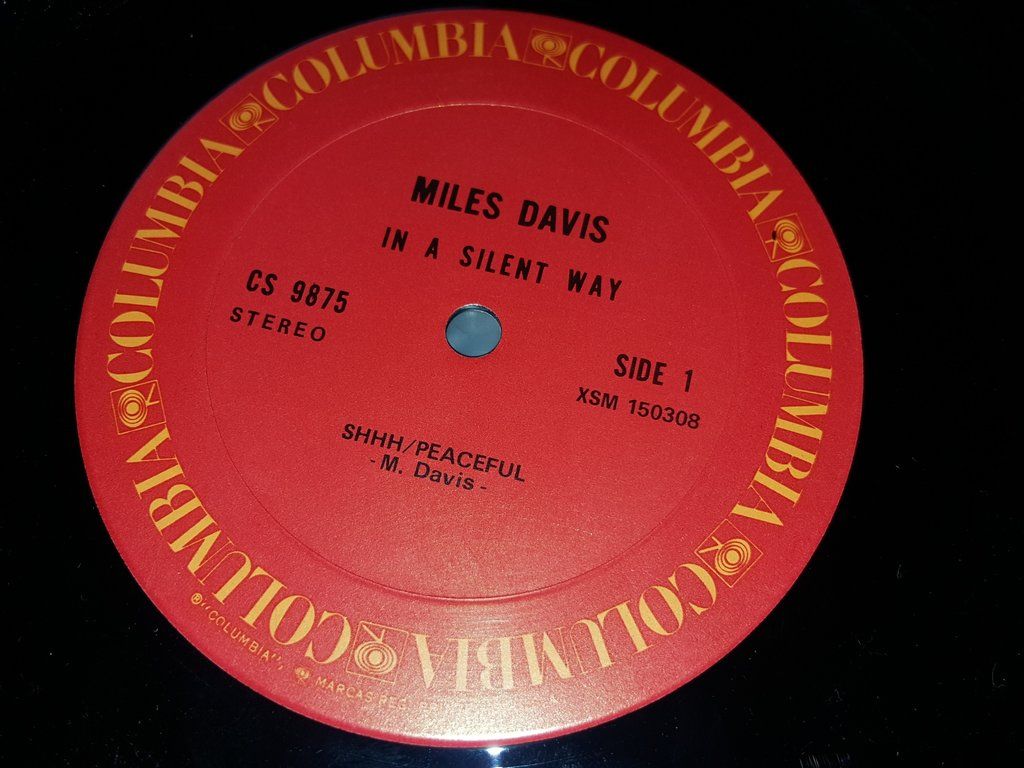 COLUMBIA COLUMBIA COLUMBIA COLUMBIA COLUMBIA COLUMBIA
MILES DAVIS
IN A SILENT WAY
CS 9875
STEREO
SIDE 1
XSM 150308
SHHH/PEACEFUL
- M. Davis -
® "COLUMBIA", MARCAS REG.